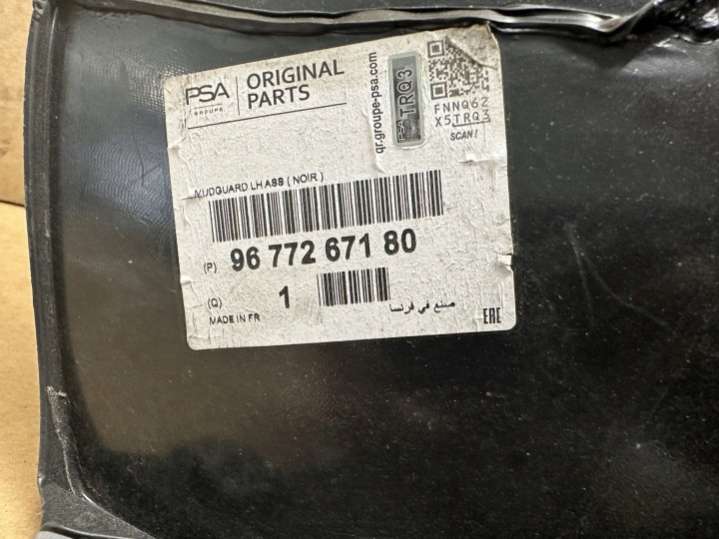 PSA
GROUPE
ORIGINAL
PARTS
qr.groupe-psa.com
PSA
TRQ3
FNNQ62
X5TRQ3
SCAN!
MUDGUARD LH ASS ( NOIR )
(P) 96 772 671 80
(Q) 1
MADE IN FR
صنع في فرنسا
EAC